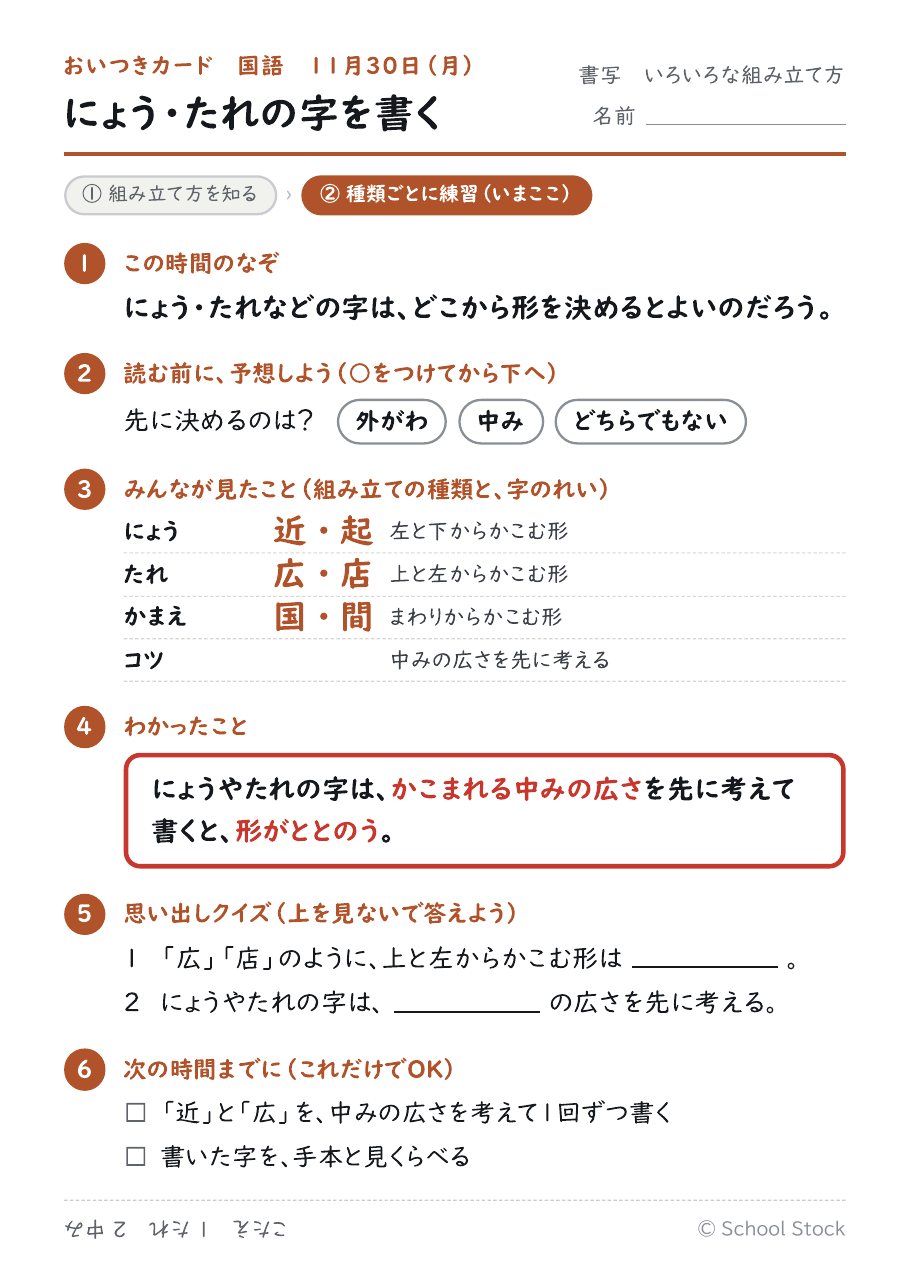 おいつきカード　国語　11月30日（月）
にょう・たれの字を書く
書写　いろいろな組み立て方
名前
① 組み立て方を知る › ② 種類ごとに練習（いまここ）
1 この時間のなぞ
にょう・たれなどの字は、どこから形を決めるとよいのだろう。
2 読む前に、予想しよう（○をつけてから下へ）
先に決めるのは？ 外がわ 中み どちらでもない
3 みんなが見たこと（組み立ての種類と、字のれい）
にょう 近・起 左と下からかこむ形
たれ 広・店 上と左からかこむ形
かまえ 国・間 まわりからかこむ形
コツ 中みの広さを先に考える
4 わかったこと
にょうやたれの字は、かこまれる中みの広さを先に考えて
書くと、形がととのう。
5 思い出しクイズ（上を見ないで答えよう）
1 「広」「店」のように、上と左からかこむ形は 。
2 にょうやたれの字は、 の広さを先に考える。
6 次の時間までに（これだけでOK）
□ 「近」と「広」を、中みの広さを考えて1回ずつ書く
□ 書いた字を、手本と見くらべる
こたえ　1 たれ　2 中み
© School Stock